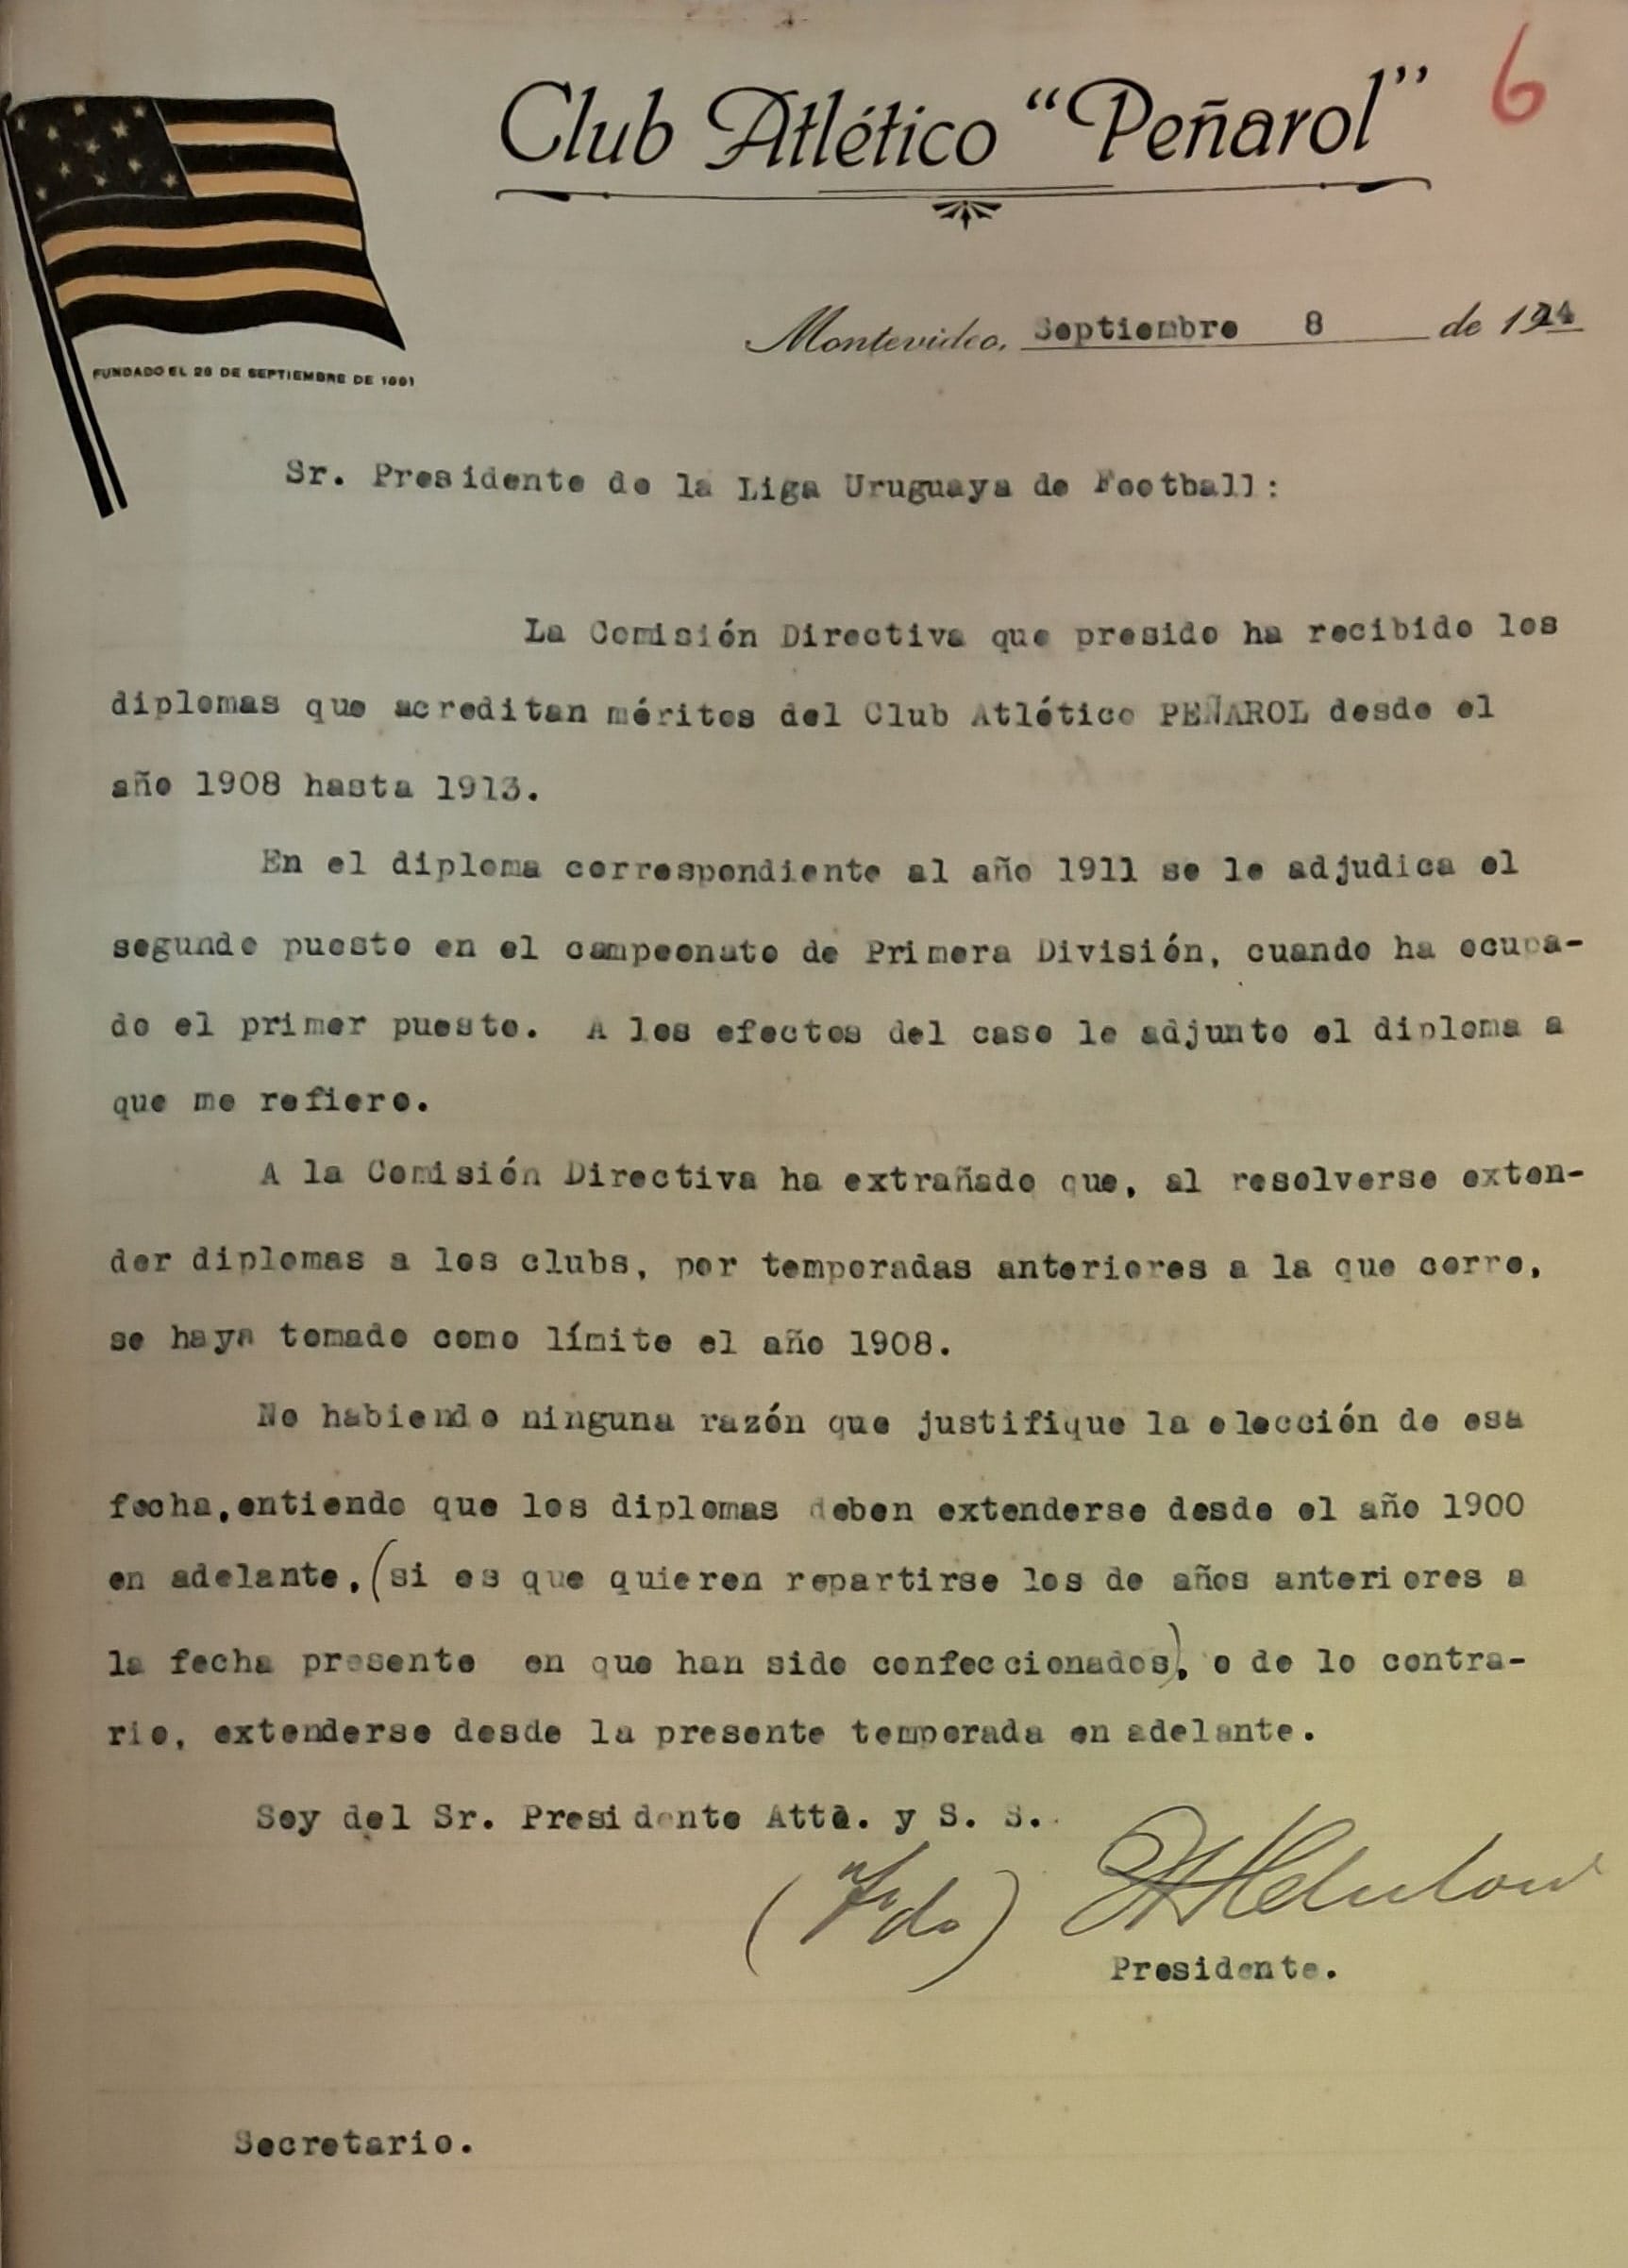 Club Atlético “Peñarol”
6
Montevideo, Septiembre 8 de 1914
FUNDADO EL 28 DE SEPTIEMBRE DE 1891
Sr. Presidente de la Liga Uruguaya de Football:
La Comisión Directiva que presido ha recibido los
diplomas que acreditan méritos del Club Atlético PEÑAROL desde el
año 1908 hasta 1913.
En el diploma correspondiente al año 1911 se le adjudica el
segundo puesto en el campeonato de Primera División, cuando ha ocupa-
do el primer puesto. A los efectos del caso le adjunto el diploma a
que me refiero.
A la Comisión Directiva ha extrañado que, al resolverse exten-
der diplomas a los clubs, por temporadas anteriores a la que corre,
se haya tomado como límite el año 1908.
No habiendo ninguna razón que justifique la elección de esa
fecha, entiendo que los diplomas deben extenderse desde el año 1900
en adelante, (si es que quieren repartirse los de años anteriores a
la fecha presente en que han sido confeccionados), o de lo contra-
rio, extenderse desde la presente temporada en adelante.
Soy del Sr. Presidente Atto. y S. S.
(Fdo)
Presidente.
Secretario.